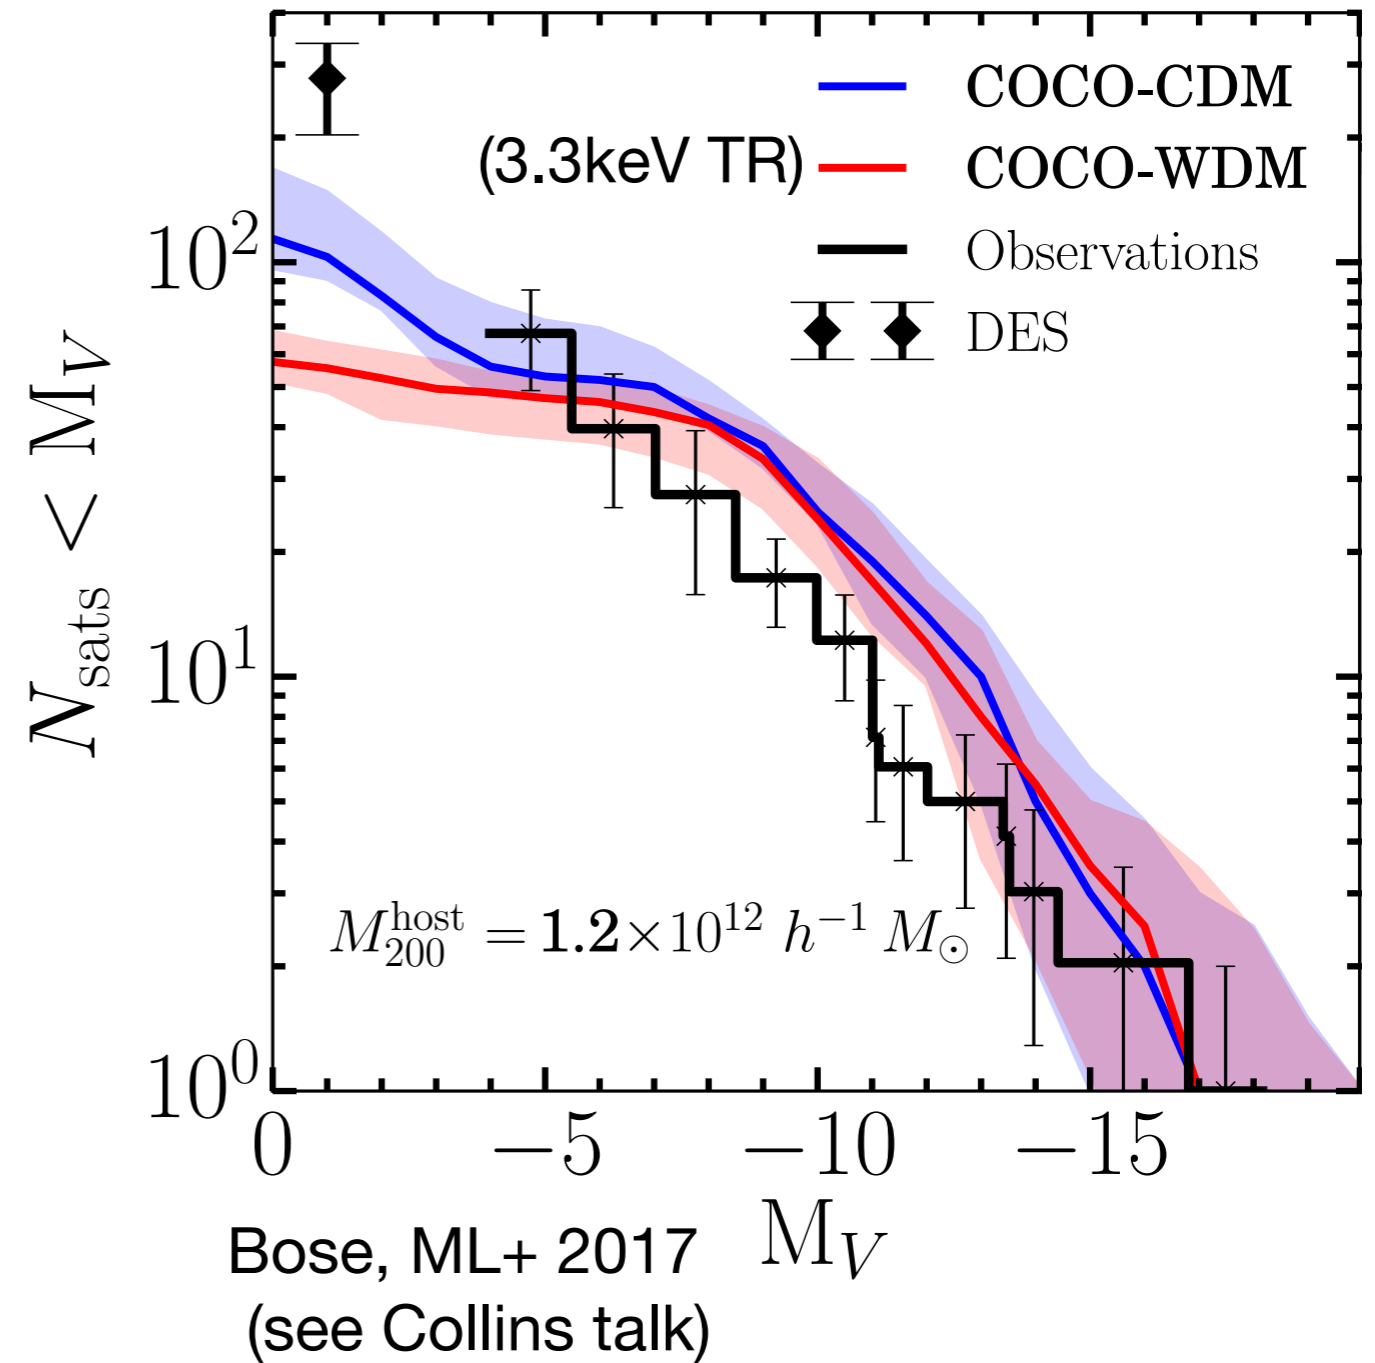 COCO-CDM
(3.3keV TR) COCO-WDM
Observations
DES
N_sats < M_V
10^2
10^1
10^0
M_200^host = 1.2×10^12 h^−1 M_⊙
0 −5 −10 −15
M_V
Bose, ML+ 2017
(see Collins talk)